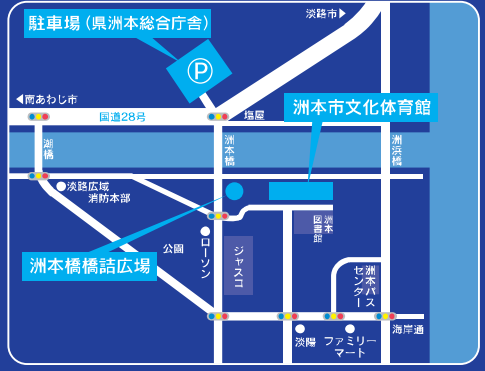 駐車場(県洲本総合庁舎)
淡路市▶
P
◀南あわじ市
国道28号
塩屋
洲本市文化体育館
潮橋
洲本橋
洲浜橋
淡路広域
消防本部
洲本
図書館
公園
ローソン
ジャスコ
洲本橋橋詰広場
洲本バス
センター
淡陽
ファミリー
マート
海岸通